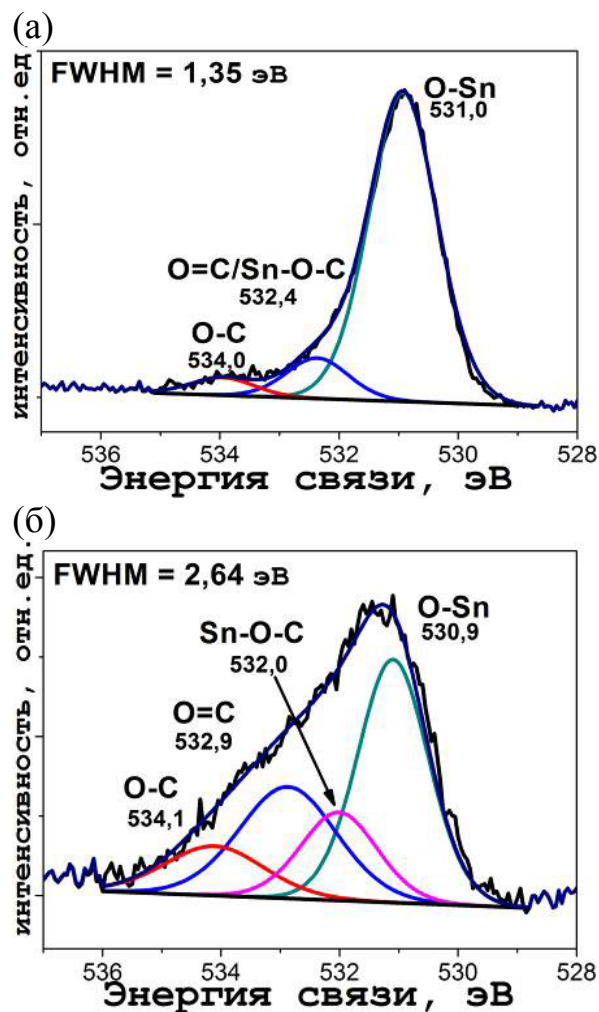 (а)
FWHM = 1,35 эВ
O-Sn
531,0
O=C/Sn-O-C
532,4
O-C
534,0
интенсивность, отн.ед.
536 534 532 530 528
Энергия связи, эВ
(б)
FWHM = 2,64 эВ
O-Sn
530,9
Sn-O-C
532,0
O=C
532,9
O-C
534,1
интенсивность, отн.ед.
536 534 532 530 528
Энергия связи, эВ